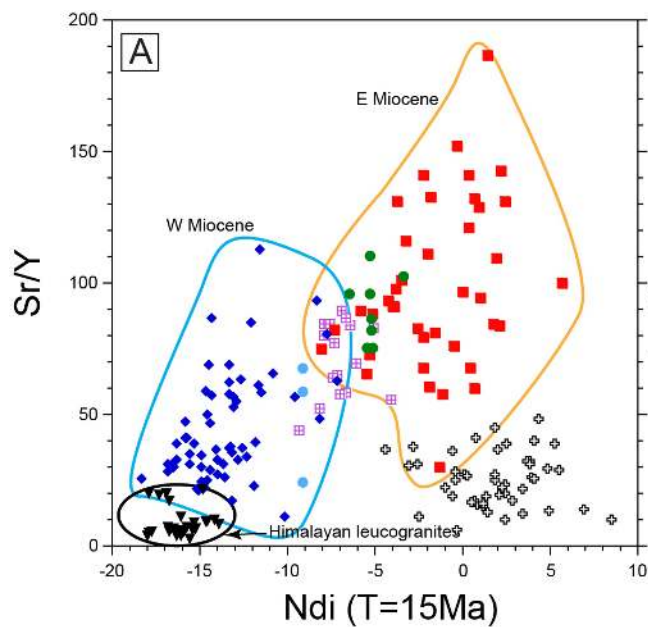 A
200
150
100
50
0
Sr/Y
E Miocene
W Miocene
Himalayan leucogranites
-20 -15 -10 -5 0 5 10
Ndi (T=15Ma)